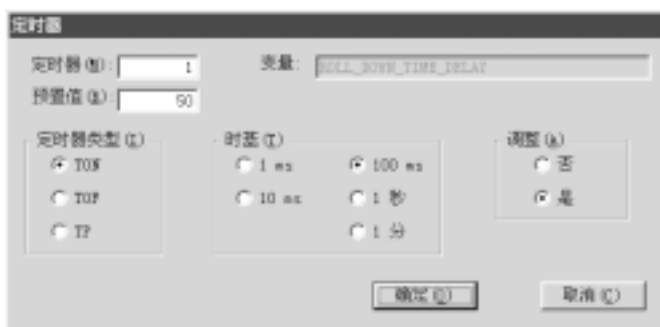 定时器
定时器(M): 1 变量: ROLL_DOWN_TIME_DELAY
预置值(R): 50
定时器类型(I) 时基(T) 调整(A)
TON 1 ms 100 ms 否
TOF 10 ms 1 秒 是
TP 1 分
确定(O) 取消(C)